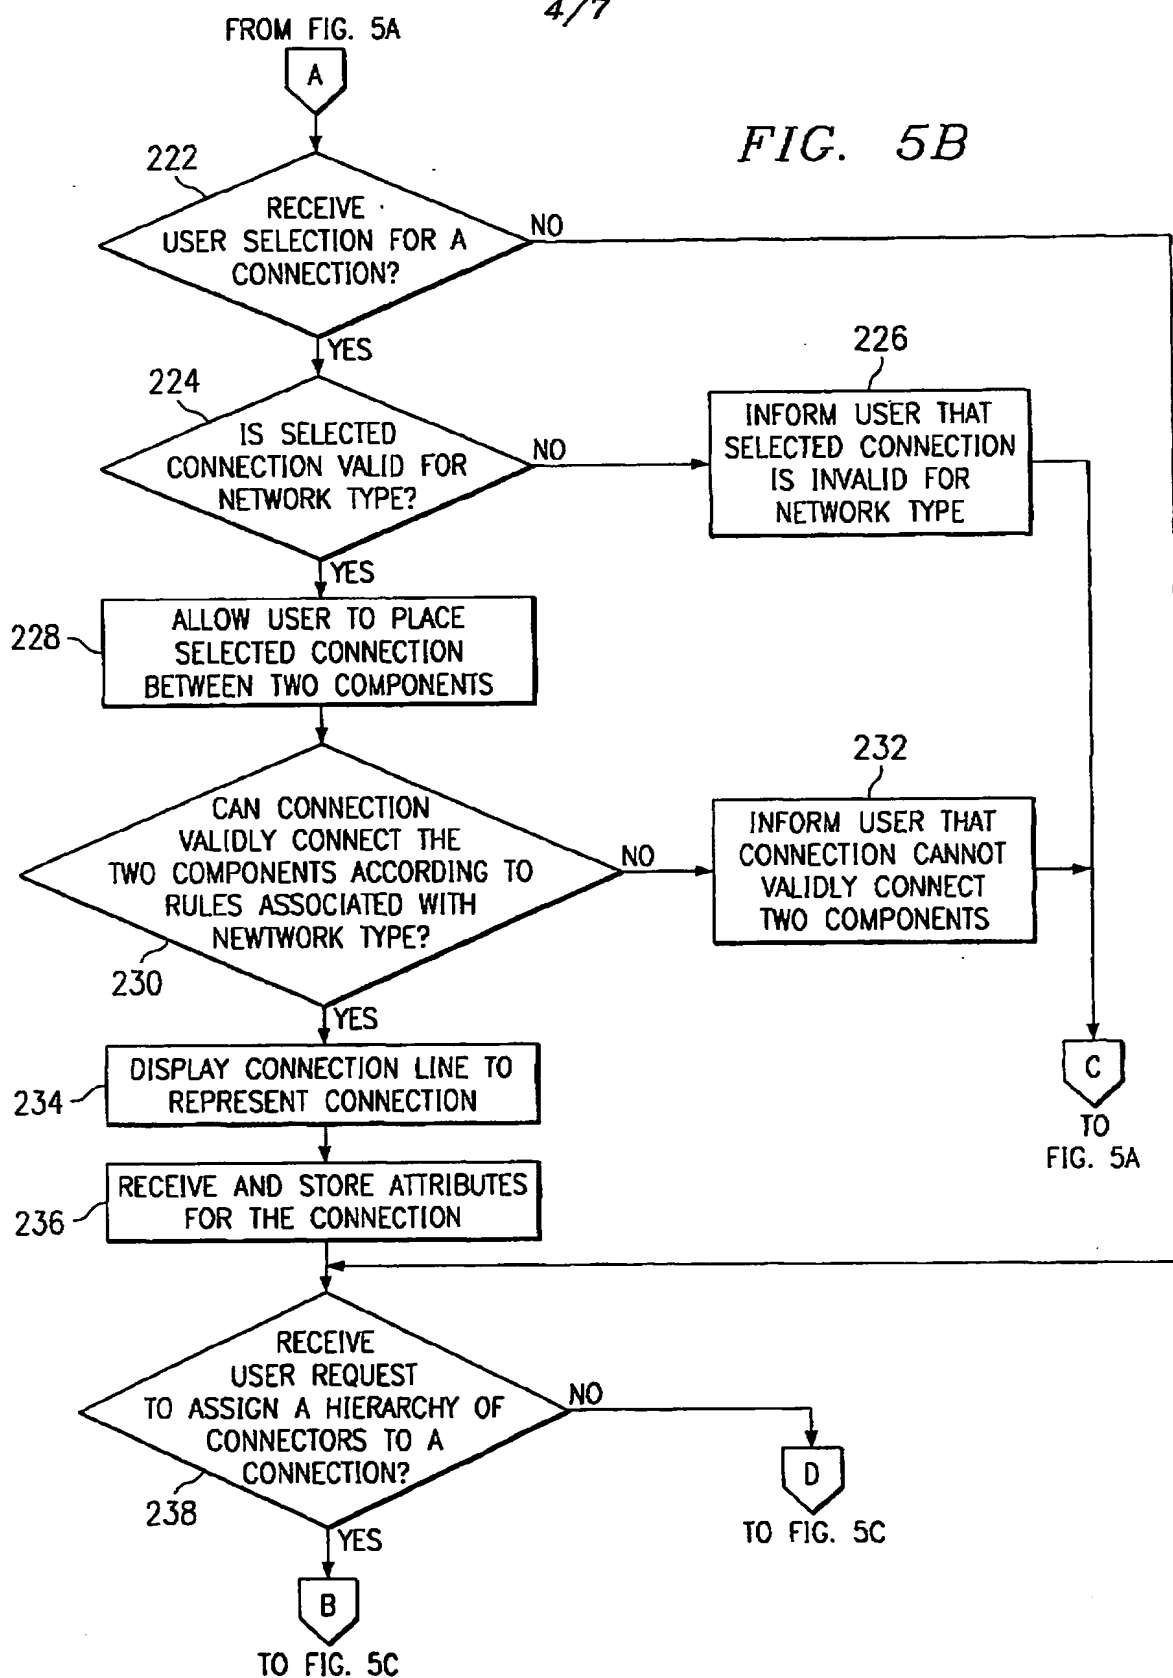 4/7
FROM FIG. 5A
A
FIG. 5B
222
RECEIVE
USER SELECTION FOR A
CONNECTION?
NO
YES
224
IS SELECTED
CONNECTION VALID FOR
NETWORK TYPE?
NO
226
INFORM USER THAT
SELECTED CONNECTION
IS INVALID FOR
NETWORK TYPE
YES
228
ALLOW USER TO PLACE
SELECTED CONNECTION
BETWEEN TWO COMPONENTS
CAN CONNECTION
VALIDLY CONNECT THE
TWO COMPONENTS ACCORDING TO
RULES ASSOCIATED WITH
NEWTWORK TYPE?
230
NO
232
INFORM USER THAT
CONNECTION CANNOT
VALIDLY CONNECT
TWO COMPONENTS
YES
C
TO
FIG. 5A
234
DISPLAY CONNECTION LINE TO
REPRESENT CONNECTION
236
RECEIVE AND STORE ATTRIBUTES
FOR THE CONNECTION
RECEIVE
USER REQUEST
TO ASSIGN A HIERARCHY OF
CONNECTORS TO A
CONNECTION?
238
NO
D
TO FIG. 5C
YES
B
TO FIG. 5C